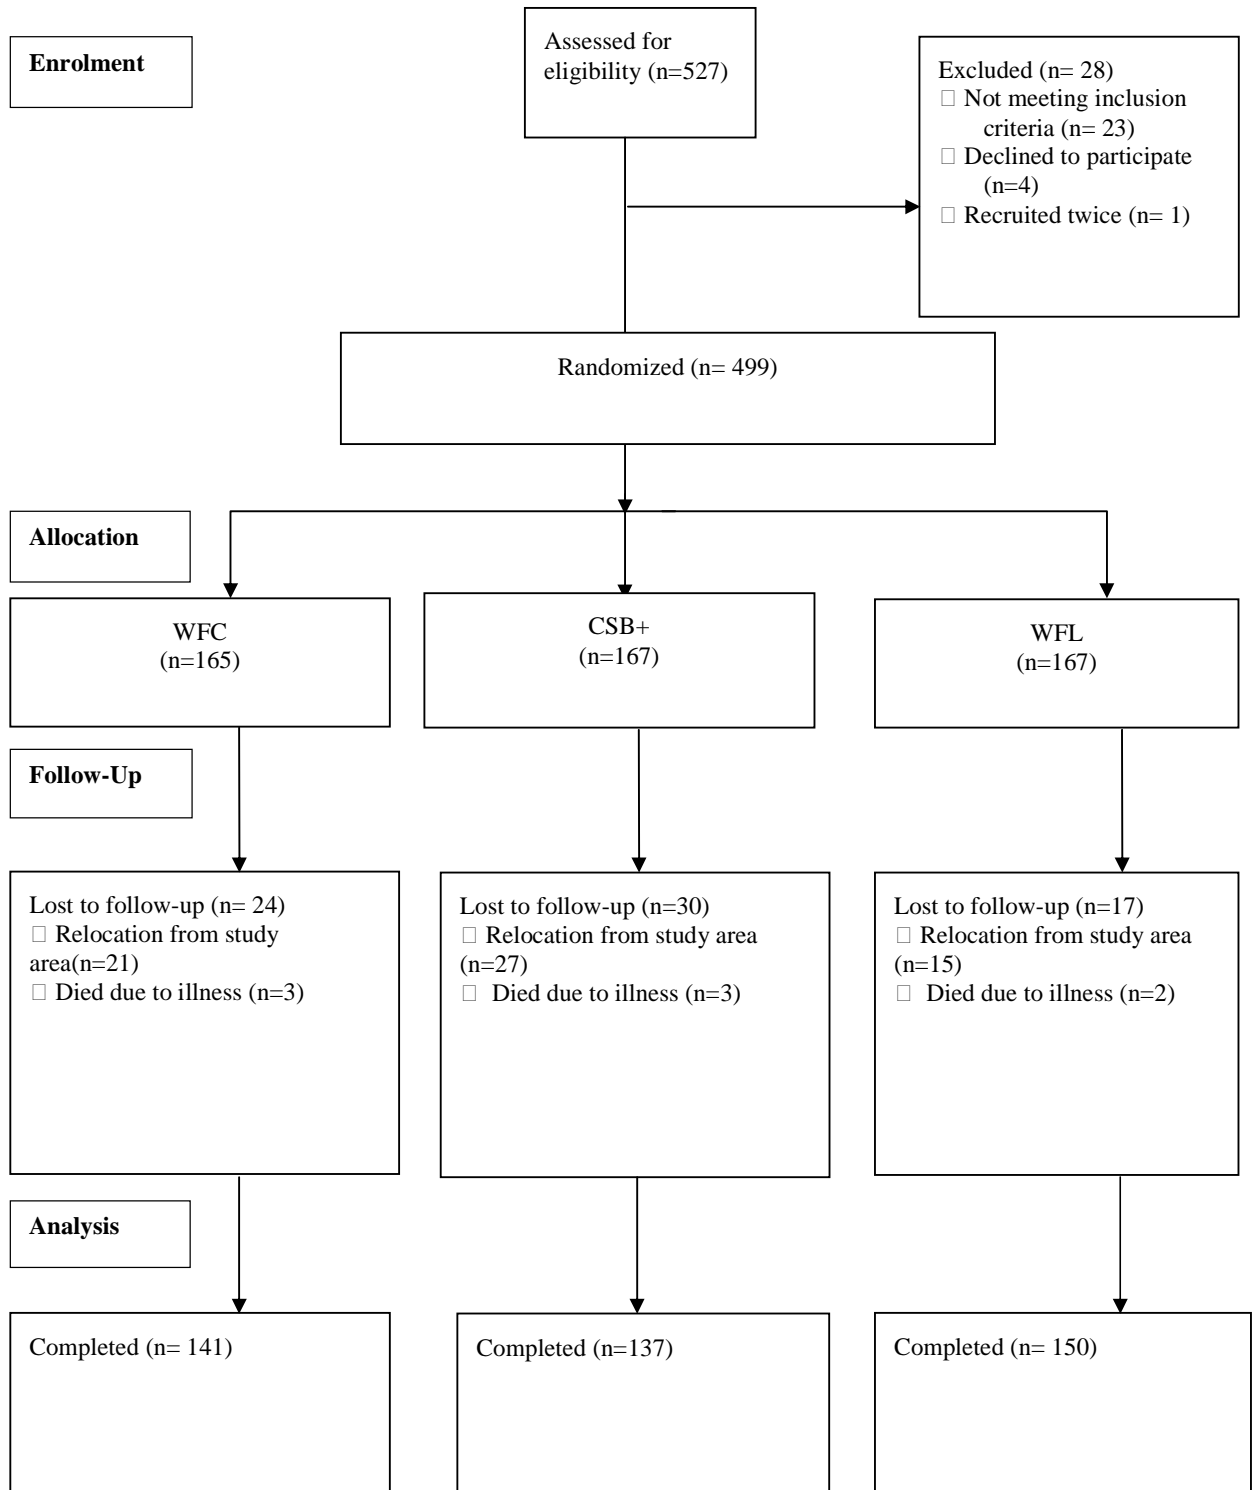 Enrolment
Assessed for
eligibility (n=527)
Excluded (n= 28)
□ Not meeting inclusion
criteria (n= 23)
□ Declined to participate
(n=4)
□ Recruited twice (n= 1)
Randomized (n= 499)
Allocation
WFC
(n=165)
CSB+
(n=167)
WFL
(n=167)
Follow-Up
Lost to follow-up (n= 24)
□ Relocation from study
area(n=21)
□ Died due to illness (n=3)
Lost to follow-up (n=30)
□ Relocation from study area
(n=27)
□ Died due to illness (n=3)
Lost to follow-up (n=17)
□ Relocation from study area
(n=15)
□ Died due to illness (n=2)
Analysis
Completed (n= 141)
Completed (n=137)
Completed (n= 150)